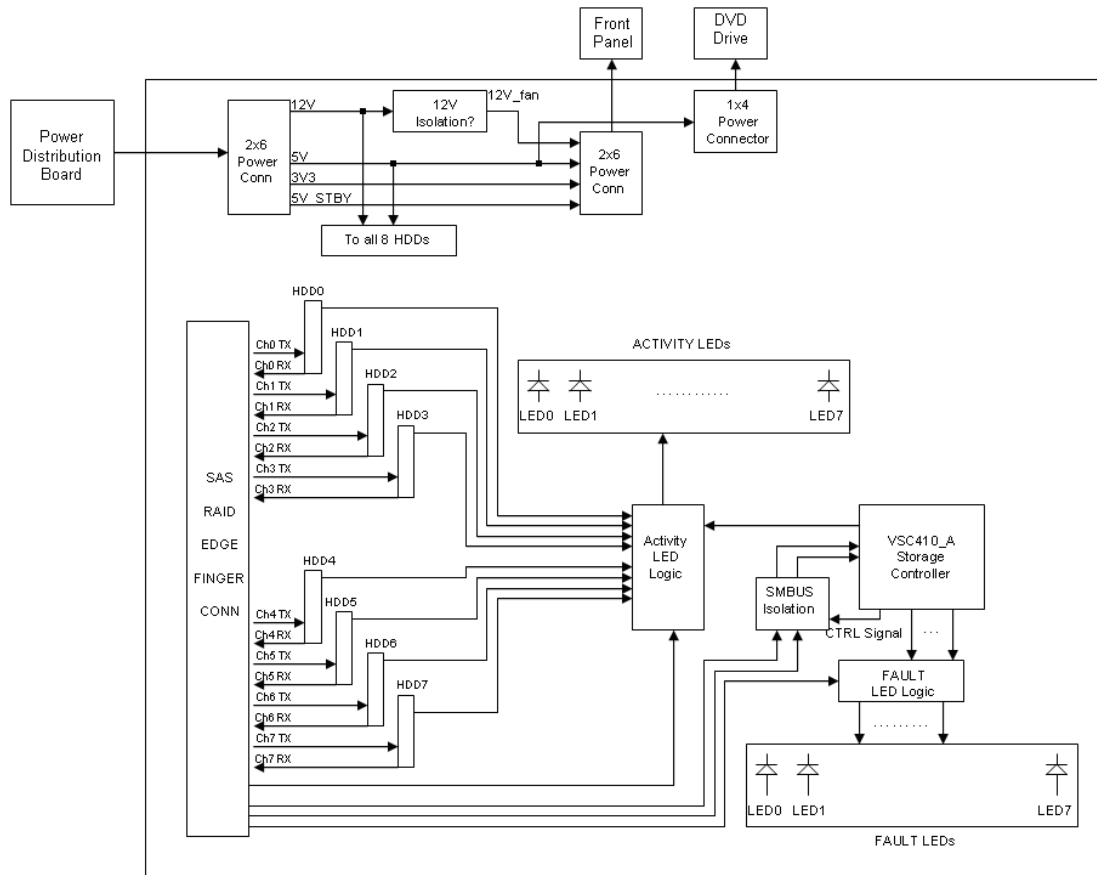 Front
Panel
DVD
Drive
Power
Distribution
Board
2x6
Power
Conn
12V
12V
Isolation?
12V_fan
1x4
Power
Connector
5V
3V3
5V_STBY
2x6
Power
Conn
To all 8 HDDs
HDD0
HDD1
HDD2
HDD3
Ch0 TX
Ch0 RX
Ch1 TX
Ch1 RX
Ch2 TX
Ch2 RX
Ch3 TX
Ch3 RX
SAS
RAID
EDGE
FINGER
CONN
HDD4
HDD5
HDD6
HDD7
Ch4 TX
Ch4 RX
Ch5 TX
Ch5 RX
Ch6 TX
Ch6 RX
Ch7 TX
Ch7 RX
ACTIVITY LEDs
............
LED0 LED1 LED7
Activity
LED
Logic
VSC410_A
Storage
Controller
SMBUS
Isolation
CTRL Signal ...
FAULT
LED Logic
.........
LED0 LED1 LED7
FAULT LEDs